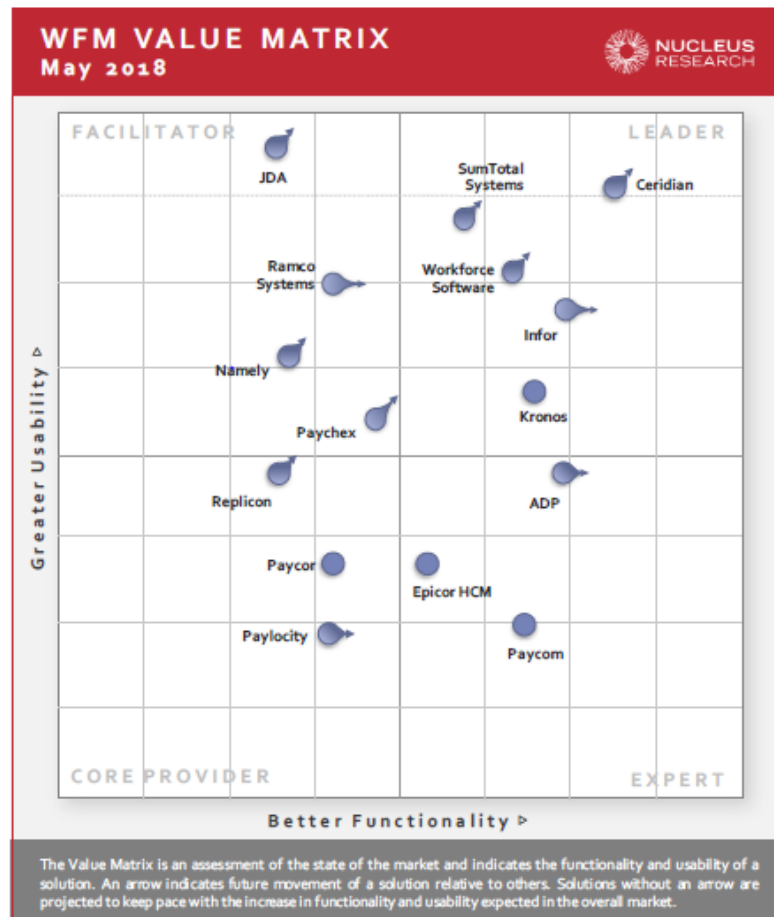 WFM VALUE MATRIX
May 2018
NUCLEUS
RESEARCH
FACILITATOR
LEADER
JDA
SumTotal
Systems
Ceridian
Ramco
Systems
Workforce
Software
Infor
Namely
Kronos
Paychex
Replicon
ADP
Paycor
Epicor HCM
Paylocity
Paycom
CORE PROVIDER
EXPERT
Greater Usability ▷
Better Functionality ▷
The Value Matrix is an assessment of the state of the market and indicates the functionality and usability of a
solution. An arrow indicates future movement of a solution relative to others. Solutions without an arrow are
projected to keep pace with the increase in functionality and usability expected in the overall market.